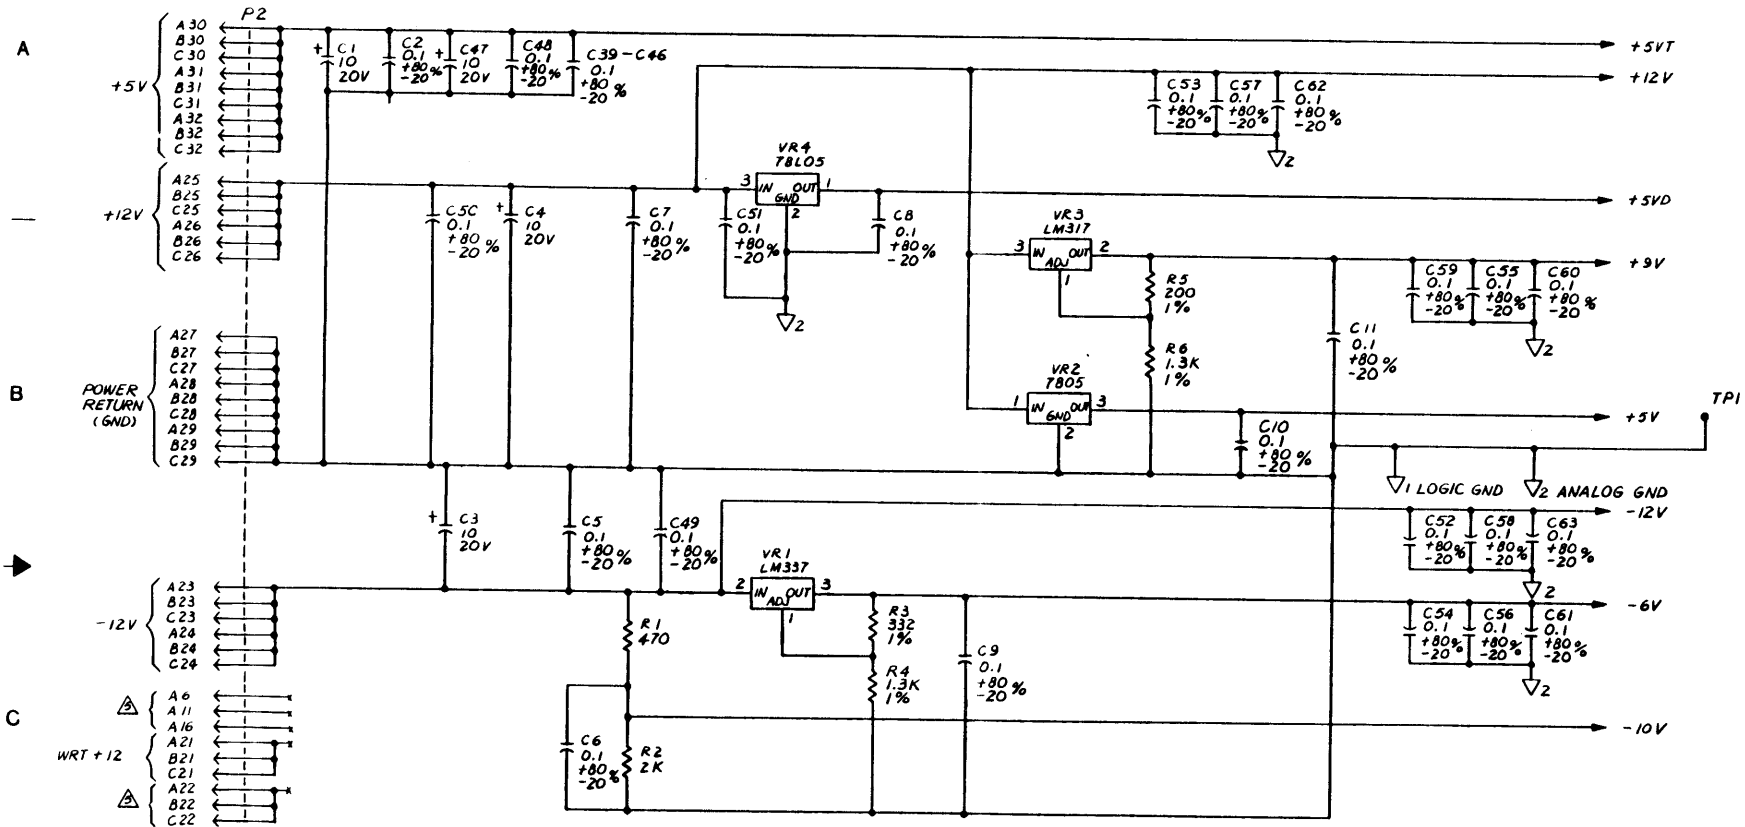 P2
A
A30
B30
C30
A31
B31
C31
A32
B32
C32
+5V
+ C1
10
20V
C2
0.1
+80%
-20%
+ C47
10
20V
C48
0.1
+80%
-20%
C39-C46
0.1
+80%
-20%
+5VT
+12V
C53
0.1
+80%
-20%
C57
0.1
+80%
-20%
C62
0.1
+80%
-20%
2
A25
B25
C25
A26
B26
C26
+12V
C5C
0.1
+80%
-20%
+ C4
10
20V
C7
0.1
+80%
-20%
C51
0.1
+80%
-20%
VR4
78L05
3 IN OUT 1
GND
2
2
C8
0.1
+80%
-20%
+5VD
VR3
LM317
3 IN OUT 2
ADJ
1
R5
200
1%
R6
1.3K
1%
C59
0.1
+80%
-20%
C55
0.1
+80%
-20%
C60
0.1
+80%
-20%
+9V
2
C11
0.1
+80%
-20%
B
A27
B27
C27
A28
B28
C28
A29
B29
C29
POWER
RETURN
(GND)
VR2
7805
1 IN OUT 3
GND
2
C10
0.1
+80%
-20%
+5V
TP1
1 LOGIC GND
2 ANALOG GND
+ C3
10
20V
C5
0.1
+80%
-20%
C49
0.1
+80%
-20%
C52
0.1
+80%
-20%
C58
0.1
+80%
-20%
C63
0.1
+80%
-20%
-12V
2
A23
B23
C23
A24
B24
C24
-12V
R1
470
VR1
LM337
2 IN OUT 3
ADJ
1
R3
332
1%
R4
1.3K
1%
C9
0.1
+80%
-20%
C54
0.1
+80%
-20%
C56
0.1
+80%
-20%
C61
0.1
+80%
-20%
-6V
2
C
A6
A11
A16
A21
B21
C21
A22
B22
C22
3
WRT +12
3
C6
0.1
+80%
-20%
R2
2K
-10V